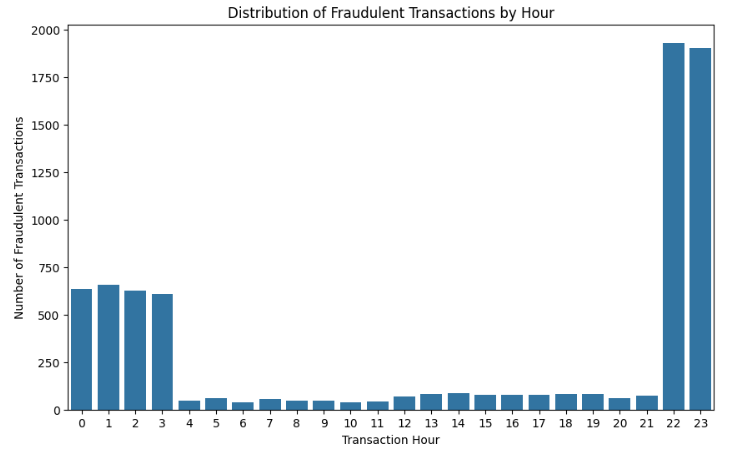 Distribution of Fraudulent Transactions by Hour
2000
1750
1500
1250
1000
750
500
250
0
Number of Fraudulent Transactions
0 1 2 3 4 5 6 7 8 9 10 11 12 13 14 15 16 17 18 19 20 21 22 23
Transaction Hour